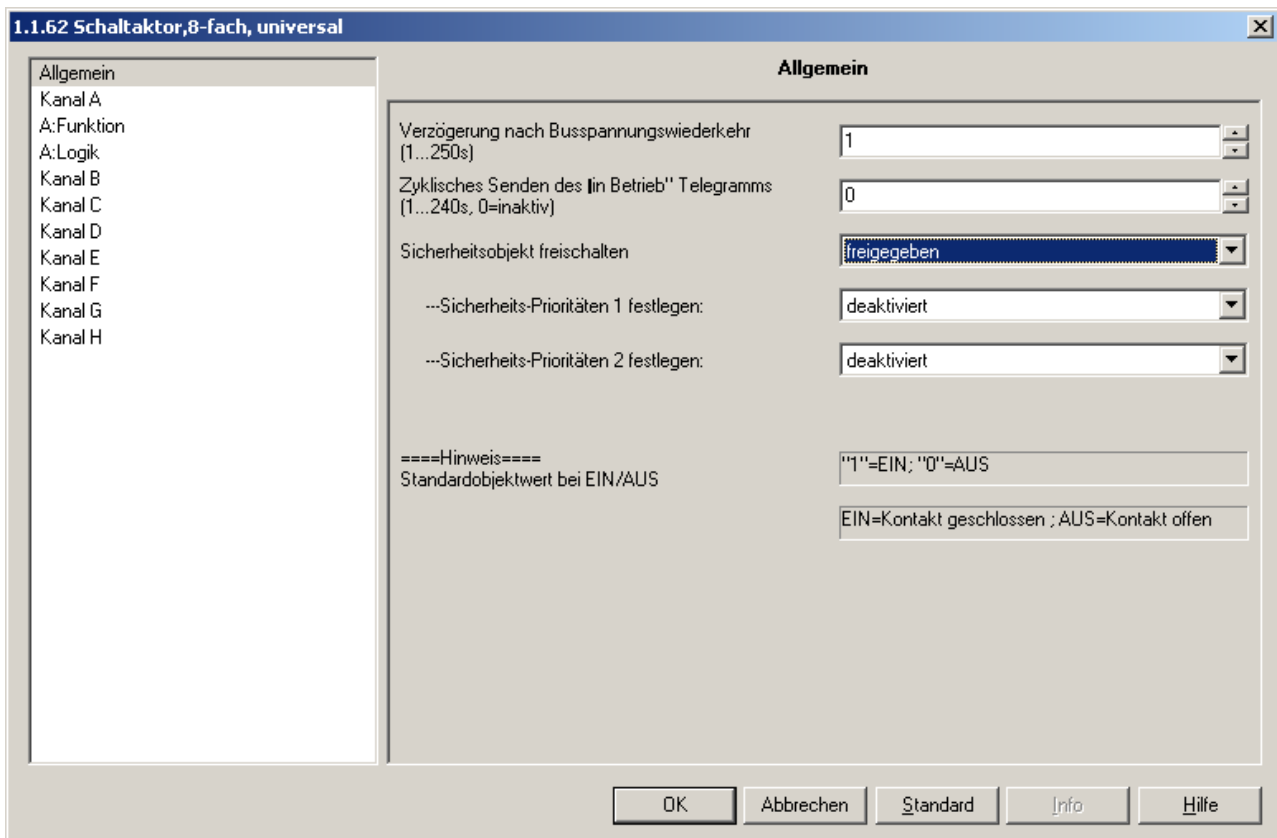 1.1.62 Schaltaktor,8-fach, universal
Allgemein
Kanal A
A:Funktion
A:Logik
Kanal B
Kanal C
Kanal D
Kanal E
Kanal F
Kanal G
Kanal H
Allgemein
Verzögerung nach Busspannungswiederkehr
(1...250s)
1
Zyklisches Senden des "in Betrieb" Telegramms
(1...240s, 0=inaktiv)
0
Sicherheitsobjekt freischalten
freigegeben
---Sicherheits-Prioritäten 1 festlegen:
deaktiviert
---Sicherheits-Prioritäten 2 festlegen:
deaktiviert
====Hinweis====
Standardobjektwert bei EIN/AUS
"1"=EIN; "0"=AUS
EIN=Kontakt geschlossen ; AUS=Kontakt offen
OK
Abbrechen
Standard
Info
Hilfe